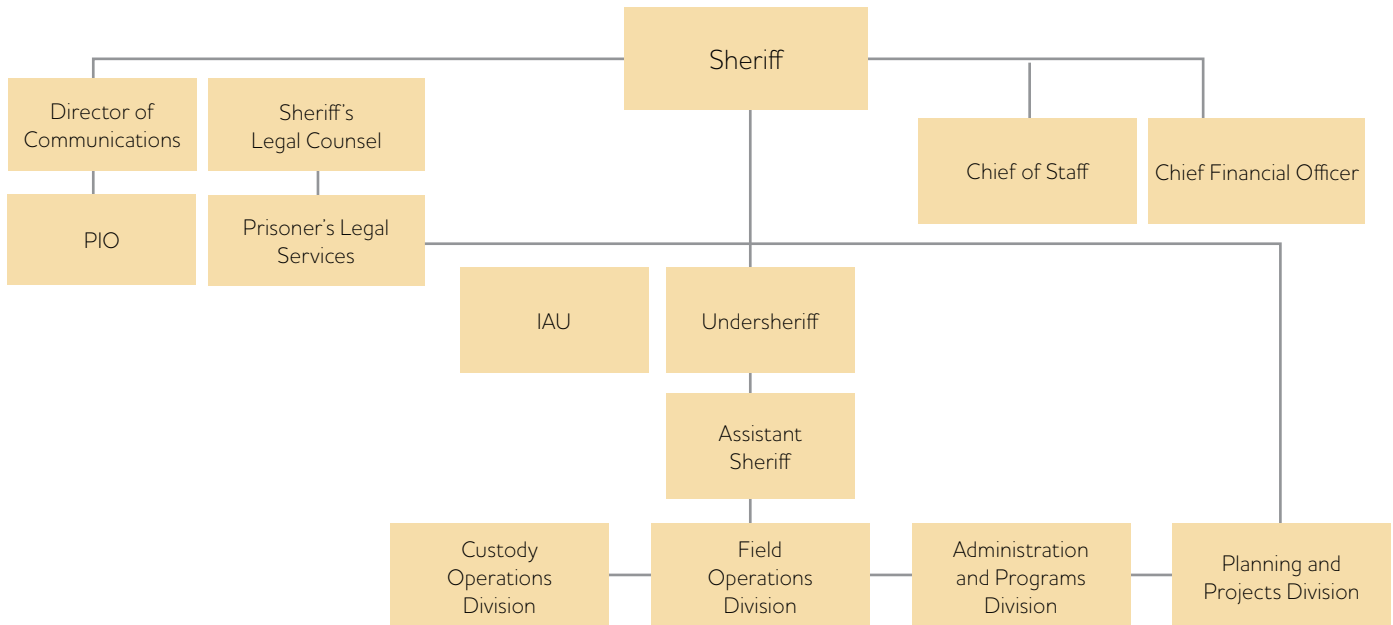 Sheriff
Director of
Communications
Sheriff’s
Legal Counsel
Chief of Staff
Chief Financial Officer
PIO
Prisoner’s Legal
Services
IAU
Undersheriff
Assistant
Sheriff
Custody
Operations
Division
Field
Operations
Division
Administration
and Programs
Division
Planning and
Projects Division